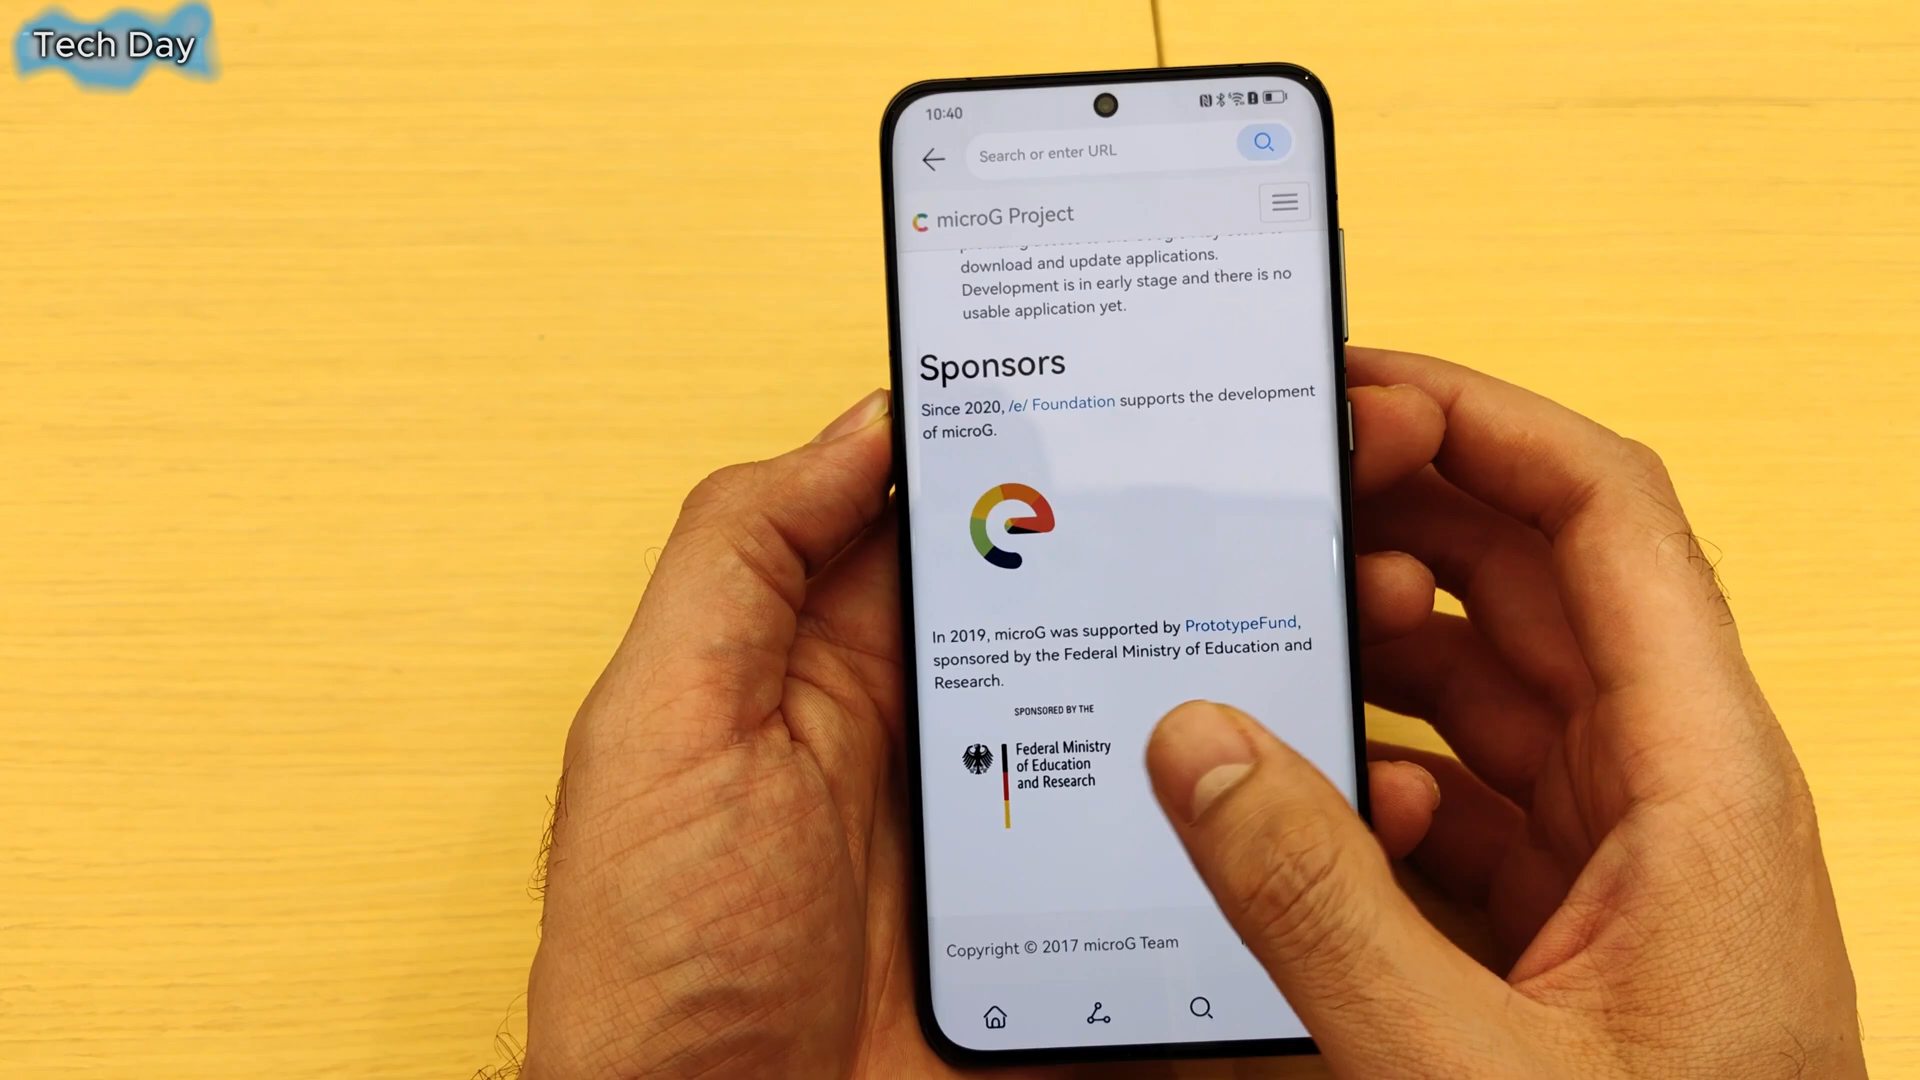 Tech Day
10:40
Search or enter URL
microG Project
download and update applications.
Development is in early stage and there is no
usable application yet.
Sponsors
Since 2020, /e/ Foundation supports the development
of microG.
In 2019, microG was supported by PrototypeFund,
sponsored by the Federal Ministry of Education and
Research.
SPONSORED BY THE
Federal Ministry
of Education
and Research
Copyright © 2017 microG Team